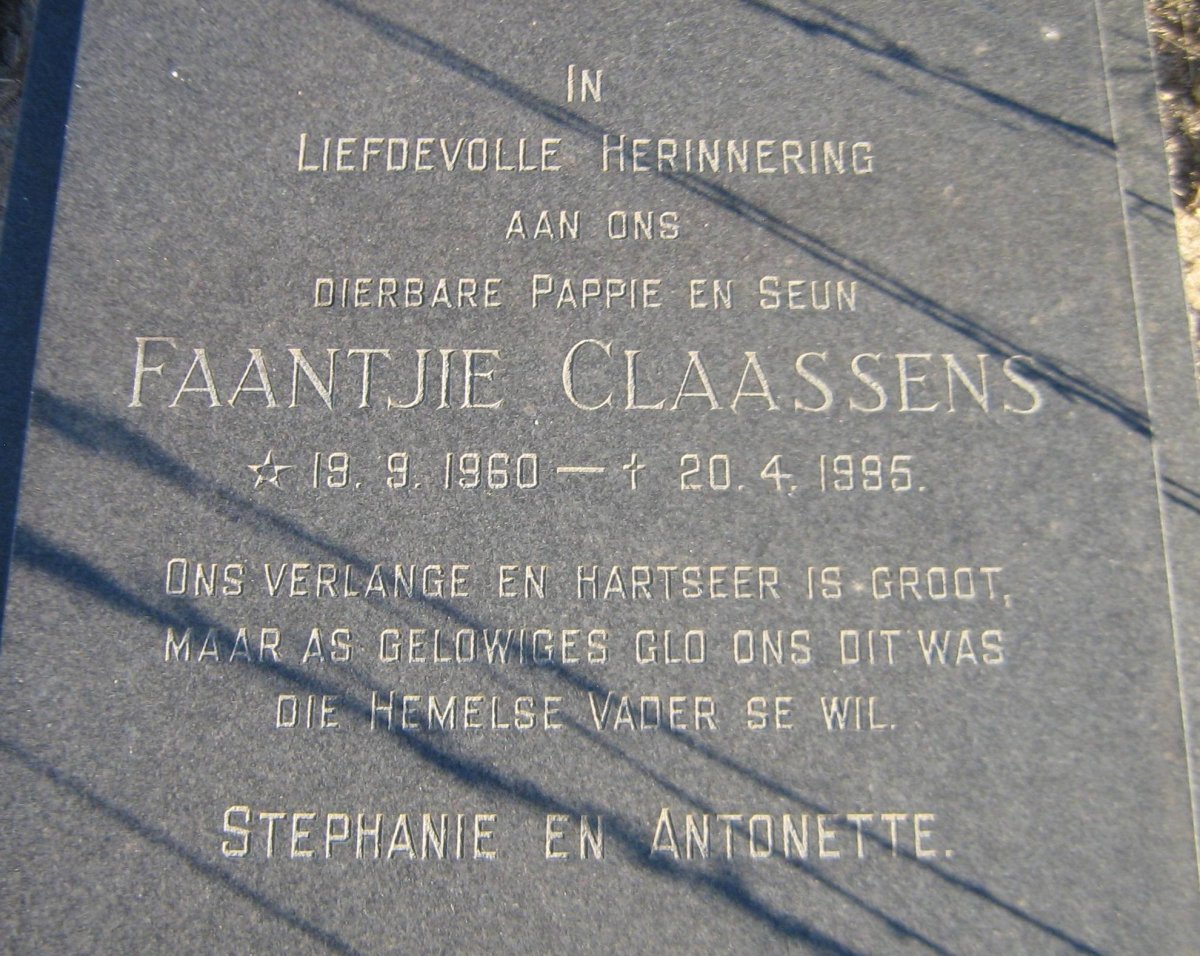 In
Liefdevolle Herinnering
aan ons
dierbare Pappie en Seun
Faantjie Claassens
☆ 19. 9. 1960 — † 20. 4. 1995.
Ons verlange en hartseer is groot,
maar as gelowiges glo ons dit was
die Hemelse Vader se wil.
Stephanie en Antonette.